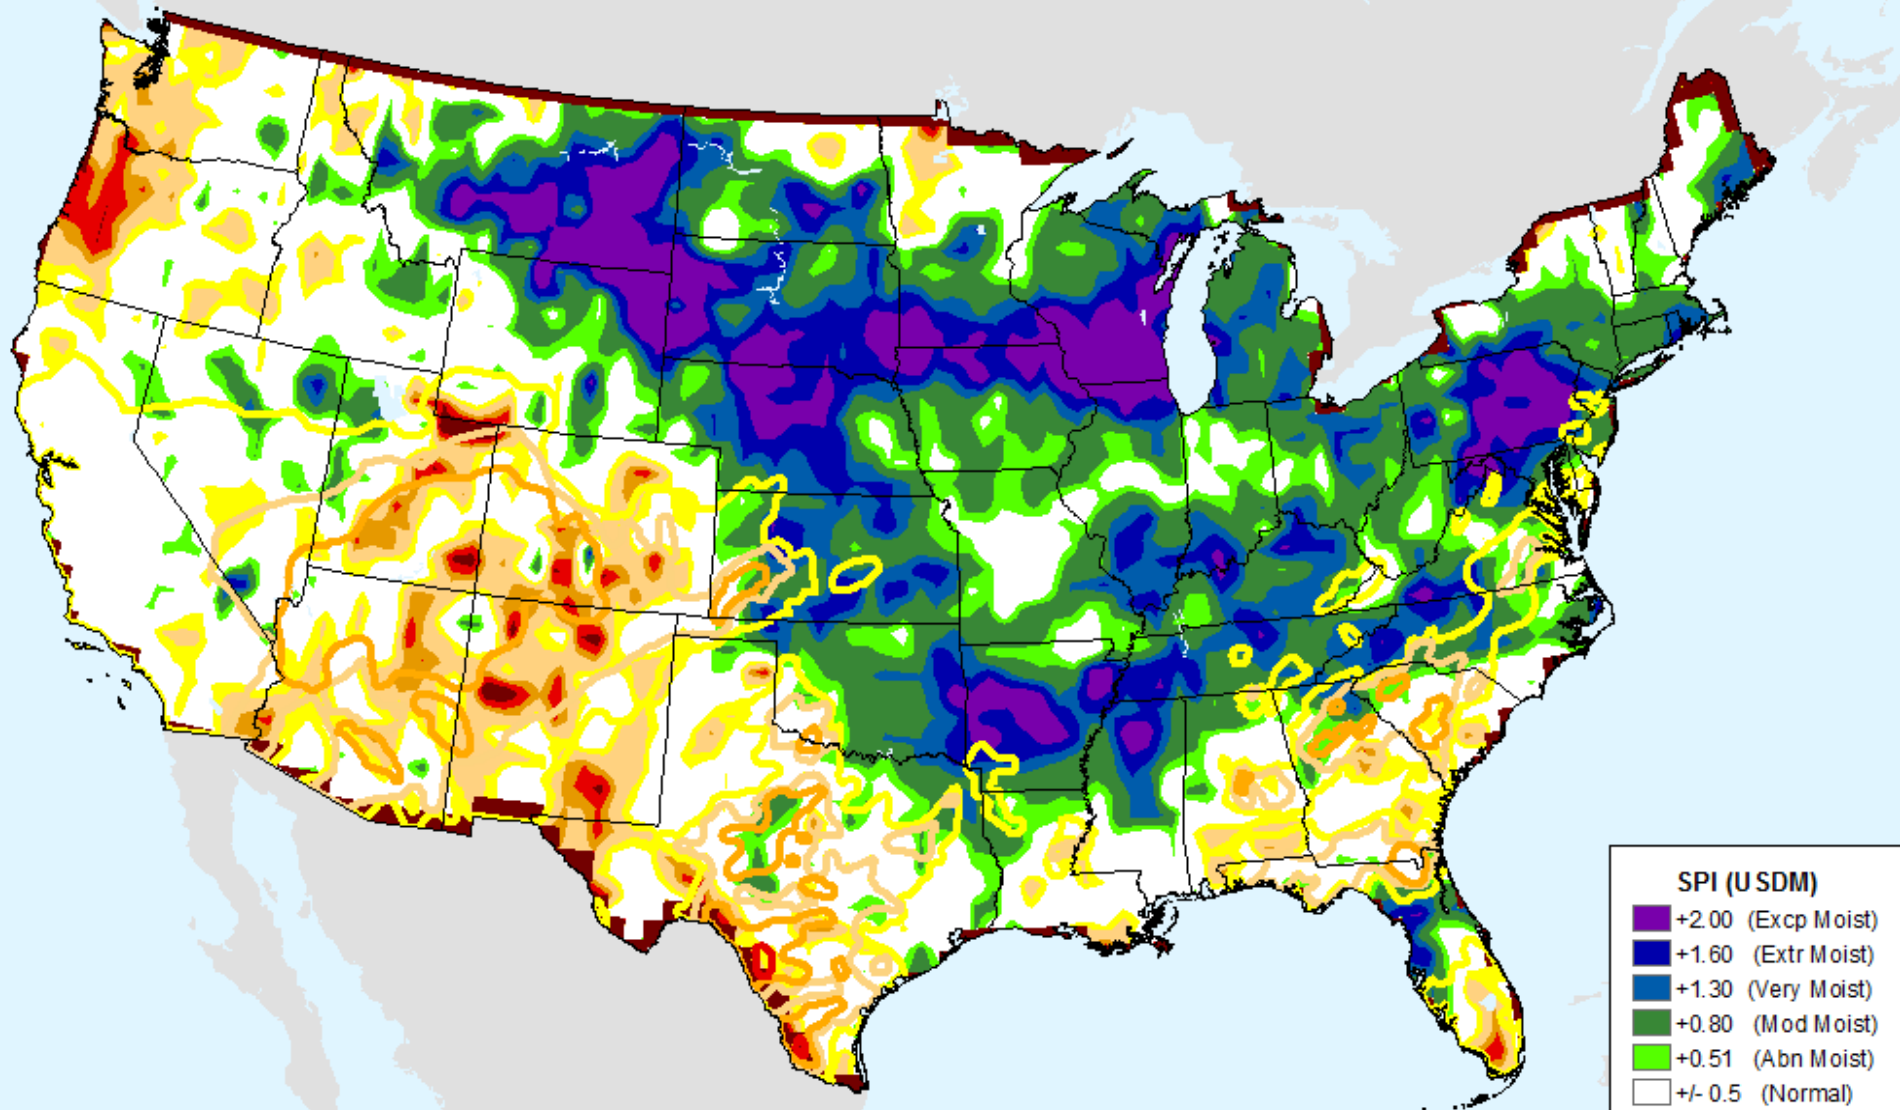 SPI (USDM)
+2.00 (Excp Moist)
+1.60 (Extr Moist)
+1.30 (Very Moist)
+0.80 (Mod Moist)
+0.51 (Abn Moist)
+/- 0.5 (Normal)